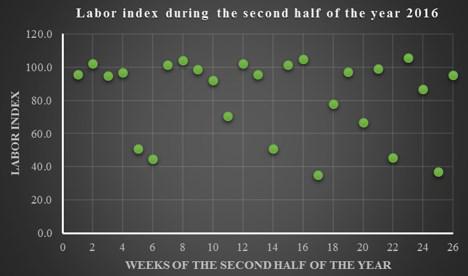 Labor index during the second half of the year 2016
120.0
100.0
80.0
60.0
40.0
20.0
0.0
LABOR INDEX
0 2 4 6 8 10 12 14 16 18 20 22 24 26
WEEKS OF THE SECOND HALF OF THE YEAR